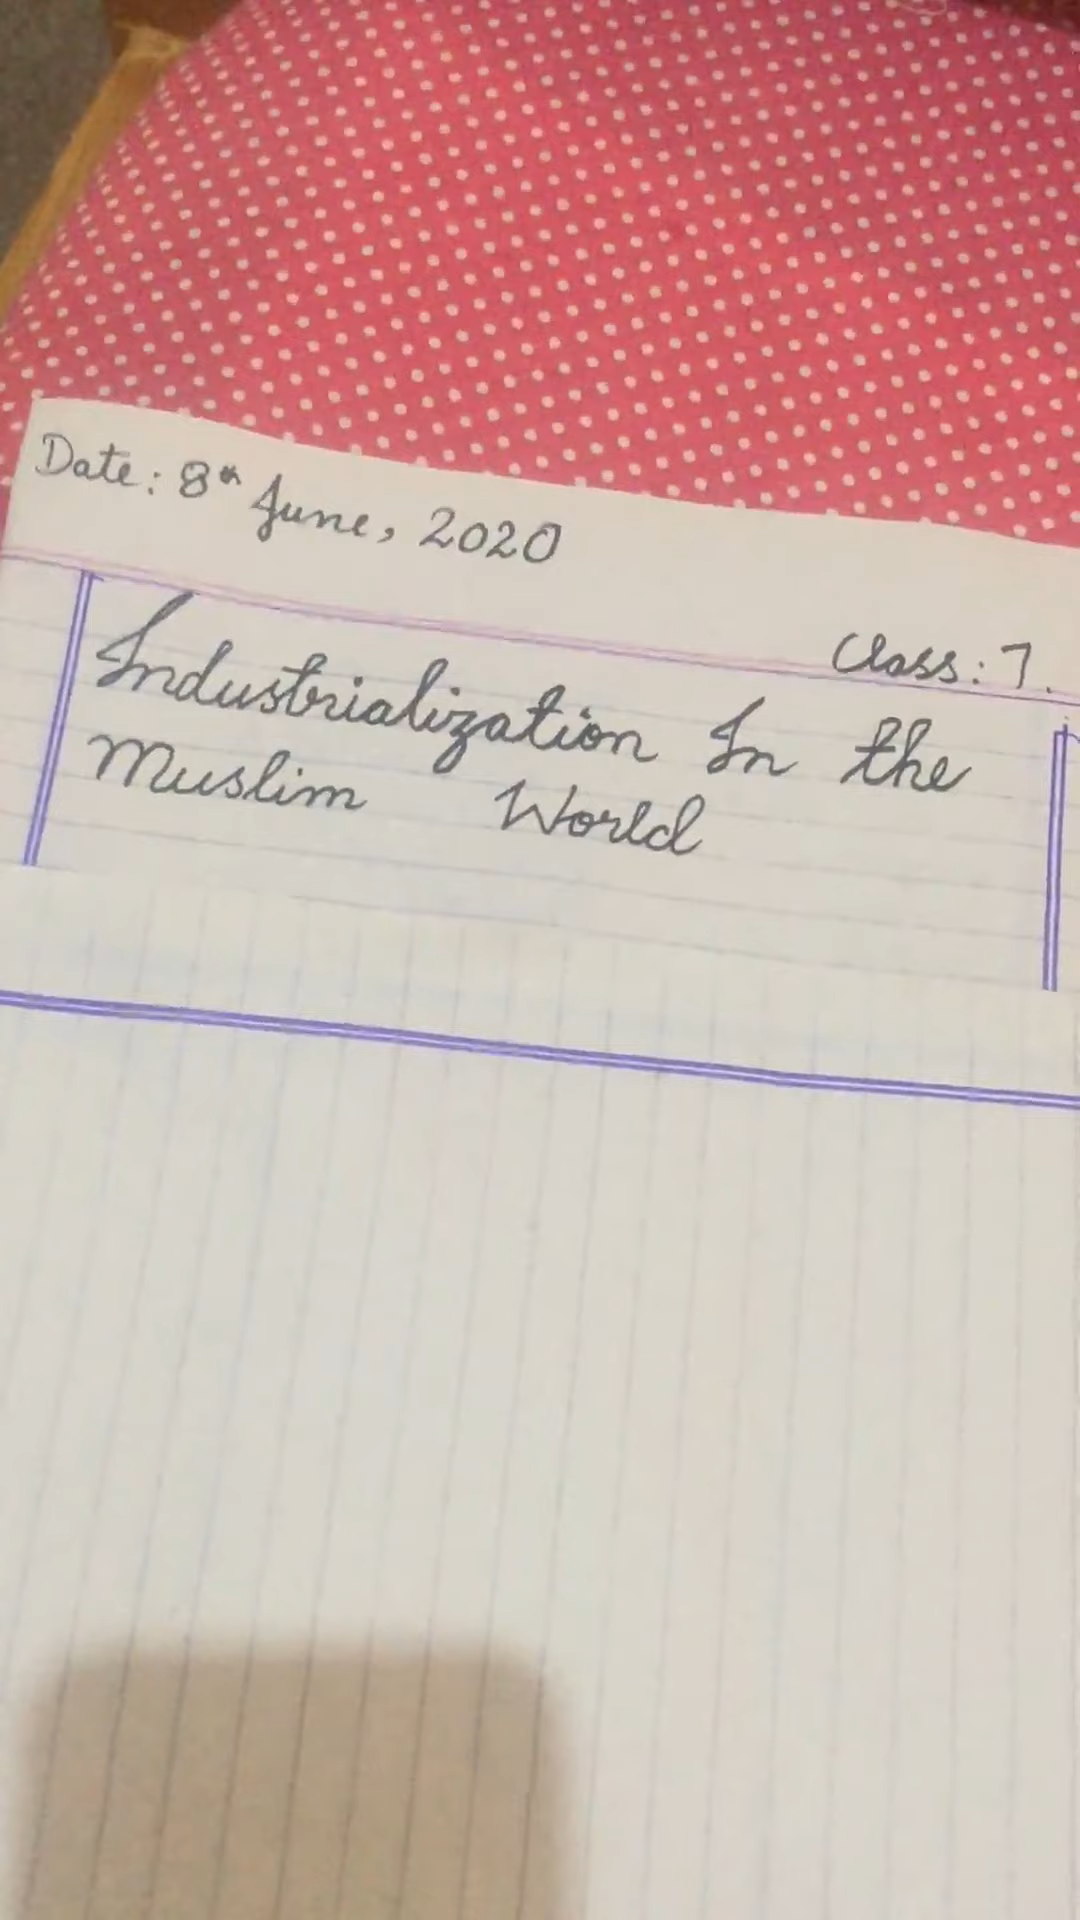 Date: 8th June, 2020
Class: 7.
Industrialization In the
Muslim World